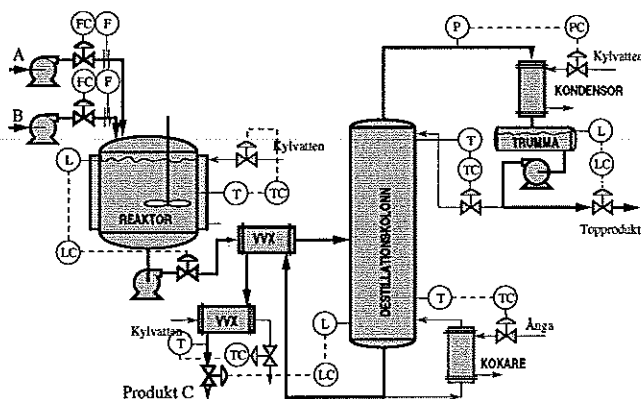 FC F
P PC
A
FC F
Kylvatten
KONDENSOR
B
TRUMMA L
L Kylvatten
T
TC LC
T TC
REAKTOR
Topprodukt
LC
VVX
DESTILLATIONSKOLONN
T TC
VVX
Kylvatten
L
Ånga
T TC
KOKARE
LC
Produkt C